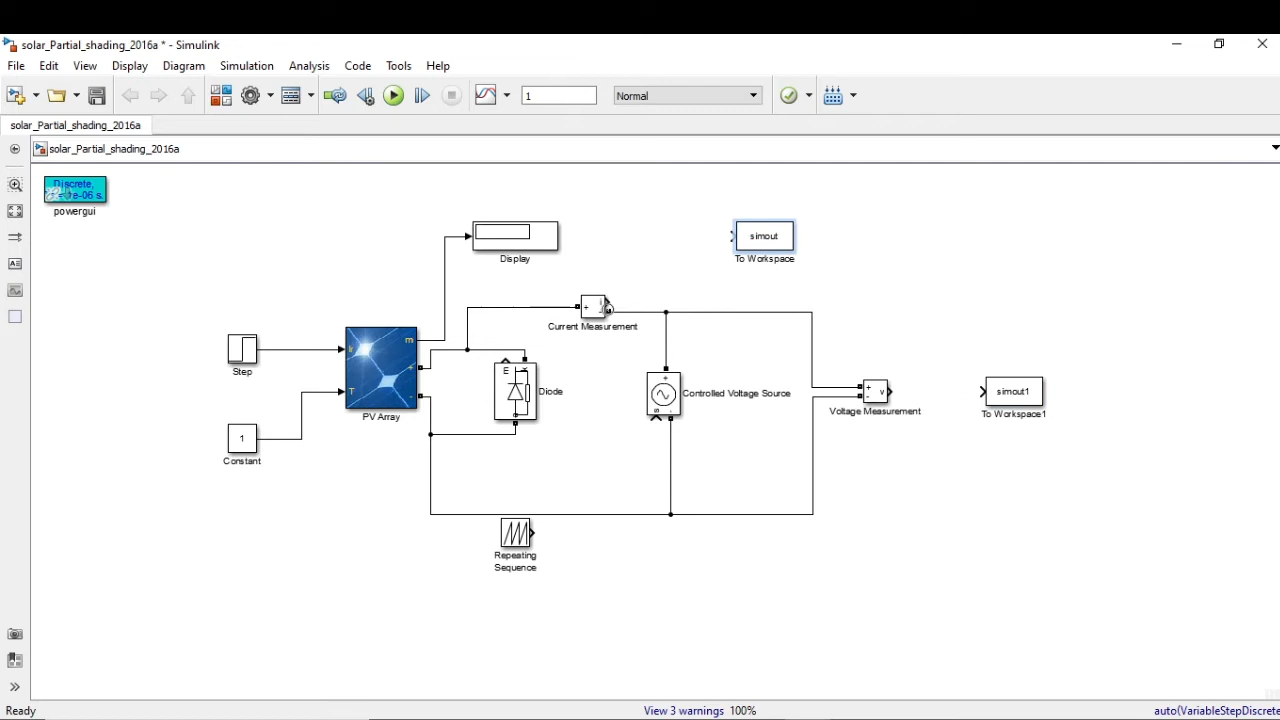 solar_Partial_shading_2016a * - Simulink
File Edit View Display Diagram Simulation Analysis Code Tools Help
1
Normal
solar_Partial_shading_2016a
solar_Partial_shading_2016a
Discrete,
e-06 s.
powergui
Display
simout
To Workspace
+ i -
Current Measurement
Step
m
+
T
-
PV Array
Diode
+
s -
Controlled Voltage Source
+ v
-
Voltage Measurement
simout1
To Workspace1
1
Constant
Repeating
Sequence
Ready
View 3 warnings 100%
auto(VariableStepDiscrete